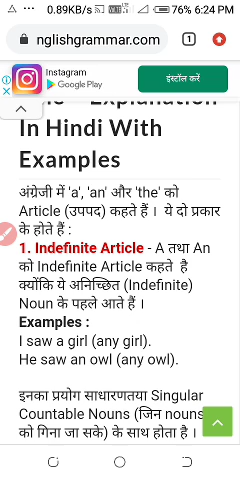 0.89KB/s 76% 6:24 PM
nglishgrammar.com 1
Instagram
Google Play
इंस्टॉल करें
Explanation
In Hindi With
Examples
अंग्रेजी में 'a', 'an' और 'the' को
Article (उपपद) कहते हैं । ये दो प्रकार
के होते हैं :
1. Indefinite Article - A तथा An
को Indefinite Article कहते है
क्योंकि ये अनिच्छित (Indefinite)
Noun के पहले आते हैं ।
Examples :
I saw a girl (any girl).
He saw an owl (any owl).
इनका प्रयोग साधारणतया Singular
Countable Nouns (जिन nouns
को गिना जा सके) के साथ होता है ।